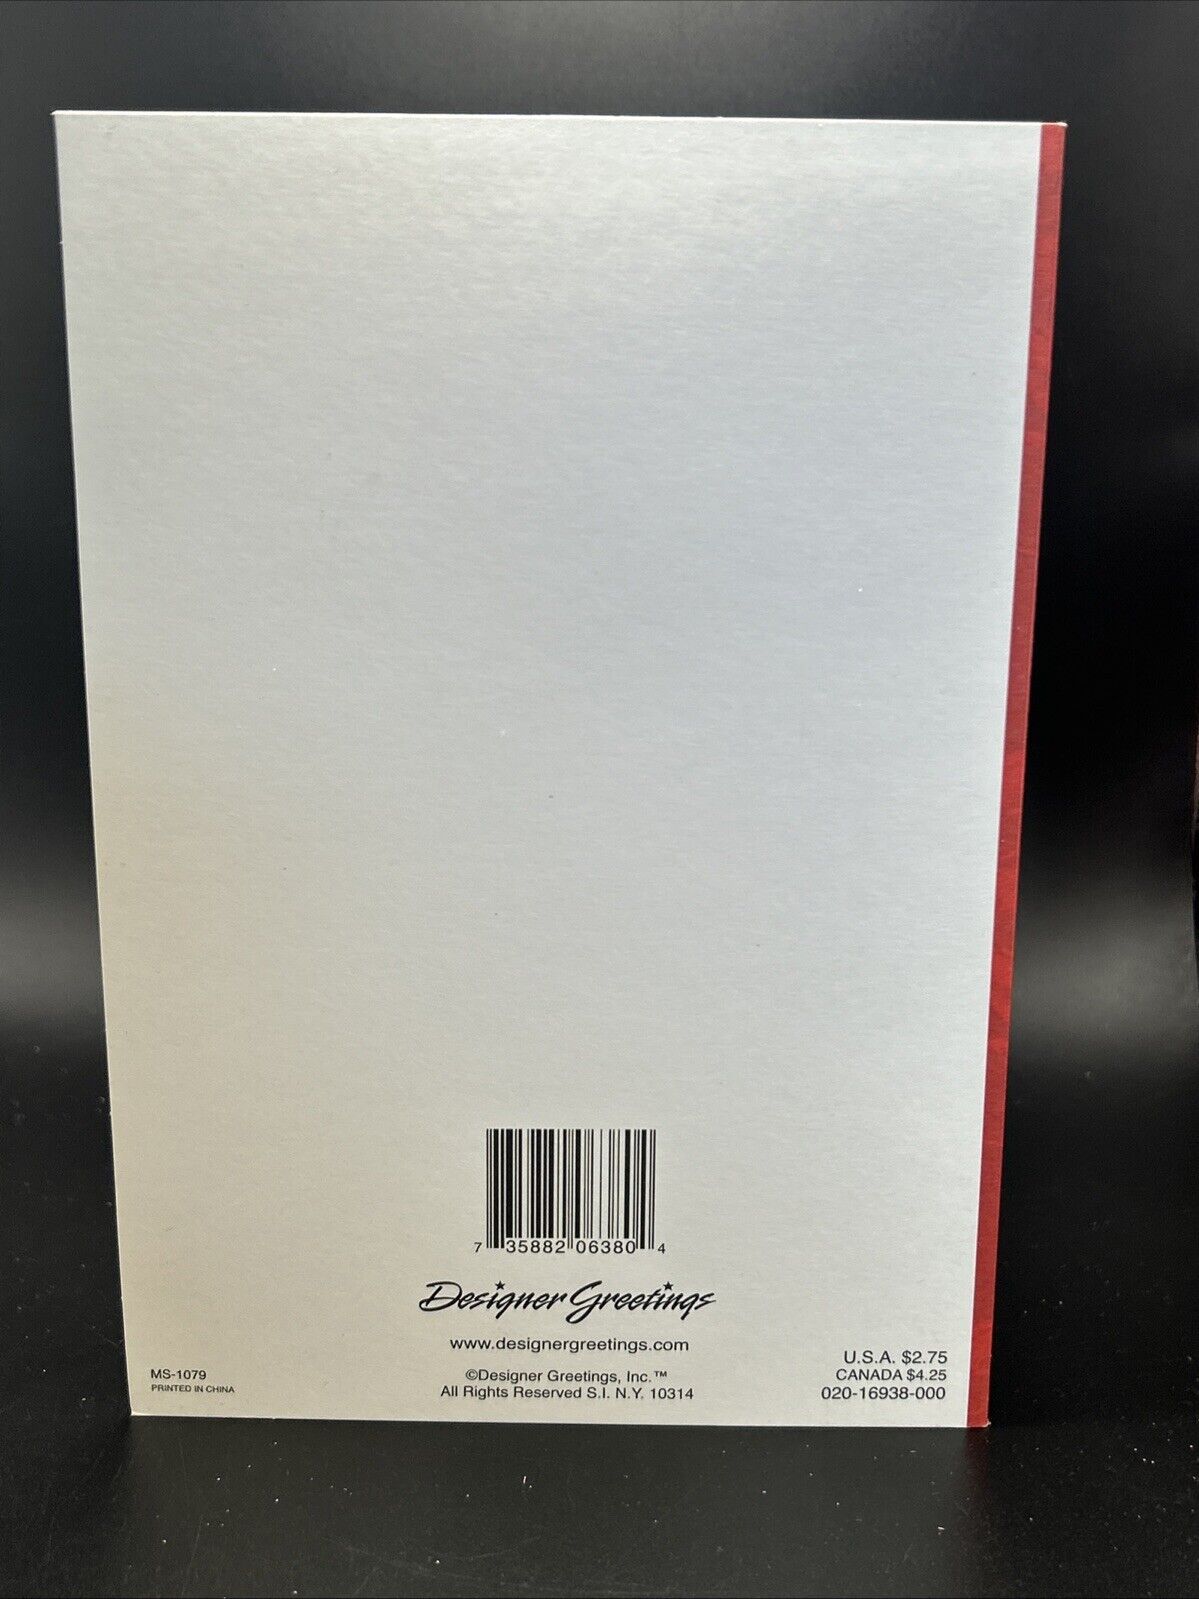 7 35882 06380 4
Designer Greetings
www.designergreetings.com
©Designer Greetings, Inc.™
All Rights Reserved S.I. N.Y. 10314
MS-1079
PRINTED IN CHINA
U.S.A. $2.75
CANADA $4.25
020-16938-000